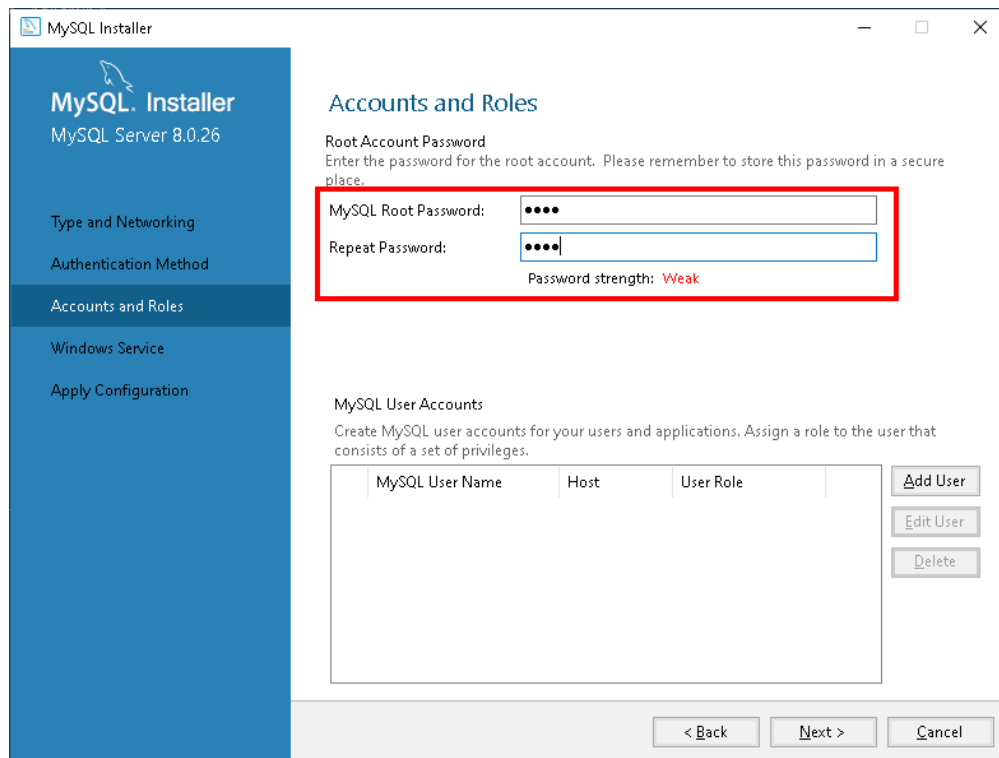 MySQL Installer
MySQL. Installer
MySQL Server 8.0.26
Type and Networking
Authentication Method
Accounts and Roles
Windows Service
Apply Configuration
Accounts and Roles
Root Account Password
Enter the password for the root account. Please remember to store this password in a secure
place.
MySQL Root Password: ●●●●
Repeat Password: ●●●●
Password strength: Weak
MySQL User Accounts
Create MySQL user accounts for your users and applications. Assign a role to the user that
consists of a set of privileges.
MySQL User Name Host User Role
Add User
Edit User
Delete
< Back Next > Cancel